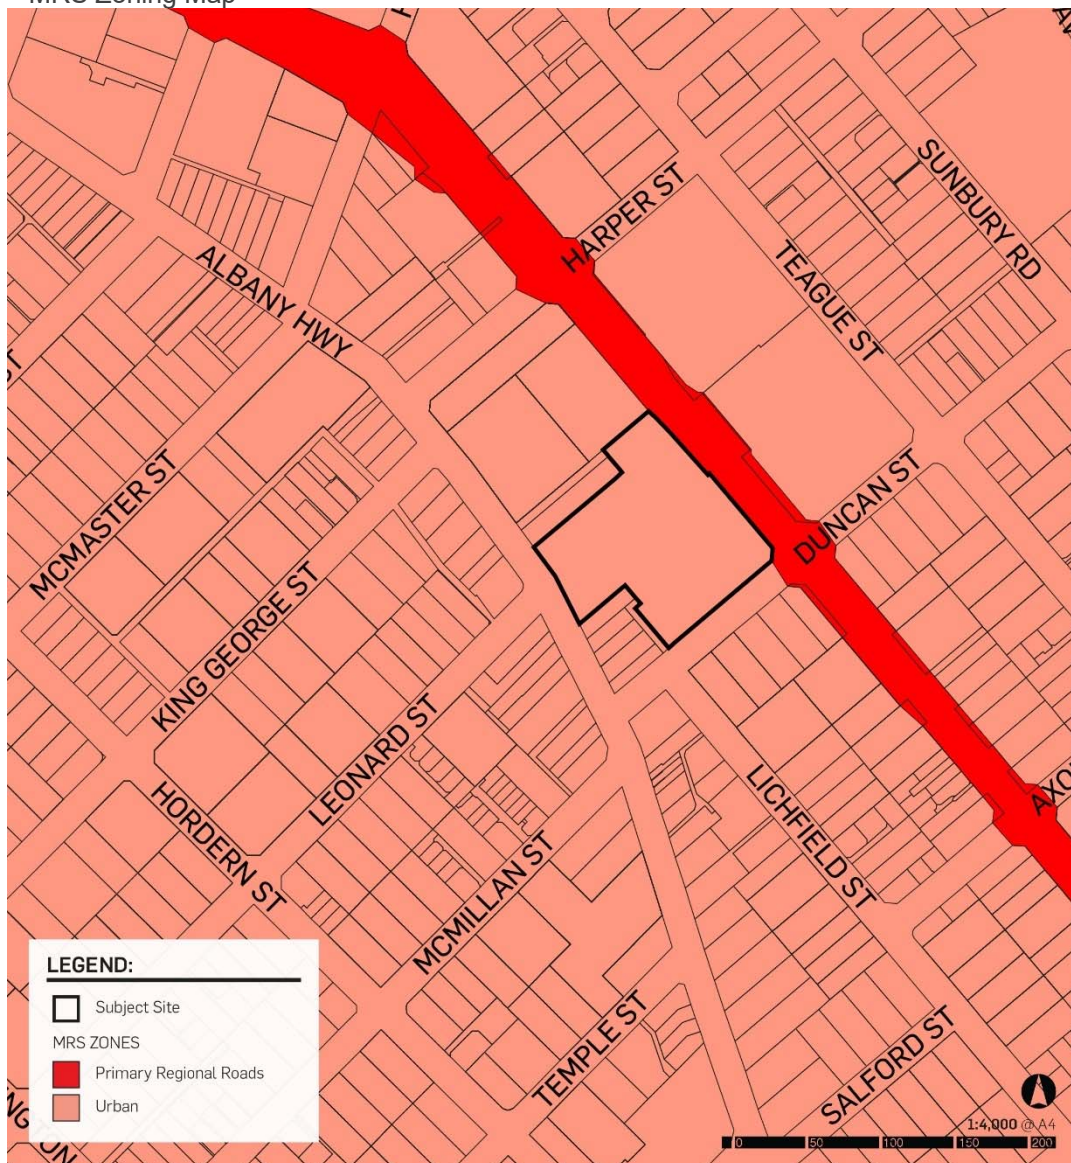 MRS Zoning Map
SUNBURY RD
HARPER ST
TEAGUE ST
ALBANY HWY
DUNCAN ST
MCMASTER ST
KING GEORGE ST
LEONARD ST
HORDERN ST
LICHFIELD ST
MCMILLAN ST
TEMPLE ST
SALFORD ST
LEGEND:
Subject Site
MRS ZONES
Primary Regional Roads
Urban
1:4,000 @ A4
0 50 100 150 200